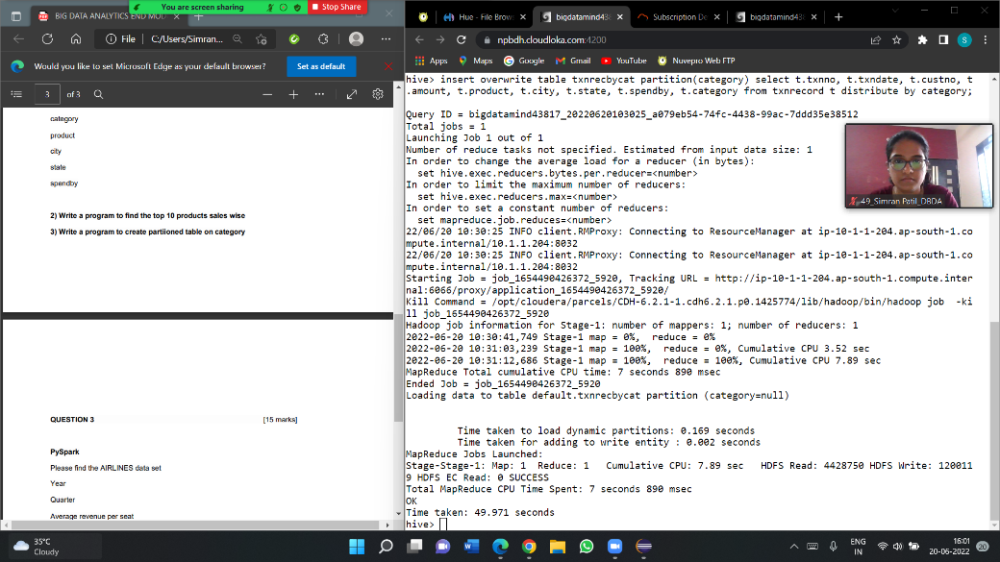 You are screen sharing
Stop Share
BIG DATA ANALYTICS END MOD
File
C:/Users/Simran...
Would you like to set Microsoft Edge as your default browser?
Set as default
3
of 3
category
product
city
state
spendby
2) Write a program to find the top 10 products sales wise
3) Write a program to create partiioned table on category
QUESTION 3
[15 marks]
PySpark
Please find the AIRLINES data set
Year
Quarter
Average revenue per seat
Hue - File Brow
bigdatamind438
Subscription De
bigdatamind438
npbdh.cloudloka.com:4200
Apps
Maps
Google
Gmail
YouTube
Nuvepro Web FTP
S
hive> insert overwrite table txnrecbycat partition(category) select t.txnno, t.txndate, t.custno, t
.amount, t.product, t.city, t.state, t.spendby, t.category from txnrecord t distribute by category;
Query ID = bigdatamind43817_20220620103025_a079eb54-74fc-4438-99ac-7ddd35e38512
Total jobs = 1
Launching Job 1 out of 1
Number of reduce tasks not specified. Estimated from input data size: 1
In order to change the average load for a reducer (in bytes):
set hive.exec.reducers.bytes.per.reducer=<number>
In order to limit the maximum number of reducers:
set hive.exec.reducers.max=<number>
In order to set a constant number of reducers:
set mapreduce.job.reduces=<number>
22/06/20 10:30:25 INFO client.RMProxy: Connecting to ResourceManager at ip-10-1-1-204.ap-south-1.co
mpute.internal/10.1.1.204:8032
22/06/20 10:30:25 INFO client.RMProxy: Connecting to ResourceManager at ip-10-1-1-204.ap-south-1.co
mpute.internal/10.1.1.204:8032
Starting Job = job_1654490426372_5920, Tracking URL = http://ip-10-1-1-204.ap-south-1.compute.inter
nal:6066/proxy/application_1654490426372_5920/
Kill Command = /opt/cloudera/parcels/CDH-6.2.1-1.cdh6.2.1.p0.1425774/lib/hadoop/bin/hadoop job  -ki
ll job_1654490426372_5920
Hadoop job information for Stage-1: number of mappers: 1; number of reducers: 1
2022-06-20 10:30:41,749 Stage-1 map = 0%,  reduce = 0%
2022-06-20 10:31:03,239 Stage-1 map = 100%,  reduce = 0%, Cumulative CPU 3.52 sec
2022-06-20 10:31:12,686 Stage-1 map = 100%,  reduce = 100%, Cumulative CPU 7.89 sec
MapReduce Total cumulative CPU time: 7 seconds 890 msec
Ended Job = job_1654490426372_5920
Loading data to table default.txnrecbycat partition (category=null)
Time taken to load dynamic partitions: 0.169 seconds
Time taken for adding to write entity : 0.002 seconds
MapReduce Jobs Launched:
Stage-Stage-1: Map: 1  Reduce: 1   Cumulative CPU: 7.89 sec   HDFS Read: 4428750 HDFS Write: 120011
9 HDFS EC Read: 0 SUCCESS
Total MapReduce CPU Time Spent: 7 seconds 890 msec
OK
Time taken: 49.971 seconds
hive>
49_Simran Patil_DBDA
35°C
Cloudy
ENG
IN
16:01
20-06-2022
20